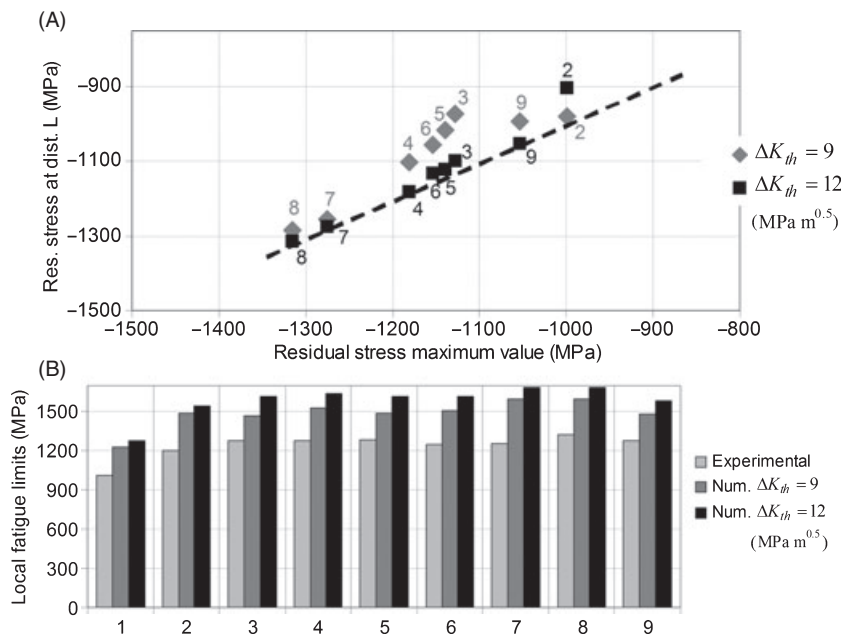 (A)
Res. stress at dist. L (MPa)
−900
−1100
−1300
−1500
−1500
−1400
−1300
−1200
−1100
−1000
−900
−800
Residual stress maximum value (MPa)
8
7
4
6
5
3
9
2
8
7
4
6
5
3
9
2
ΔKth = 9
ΔKth = 12
(MPa m^0.5)
(B)
Local fatigue limits (MPa)
1500
1200
900
600
300
0
1 2 3 4 5 6 7 8 9
Experimental
Num. ΔKth = 9
Num. ΔKth = 12
(MPa m^0.5)